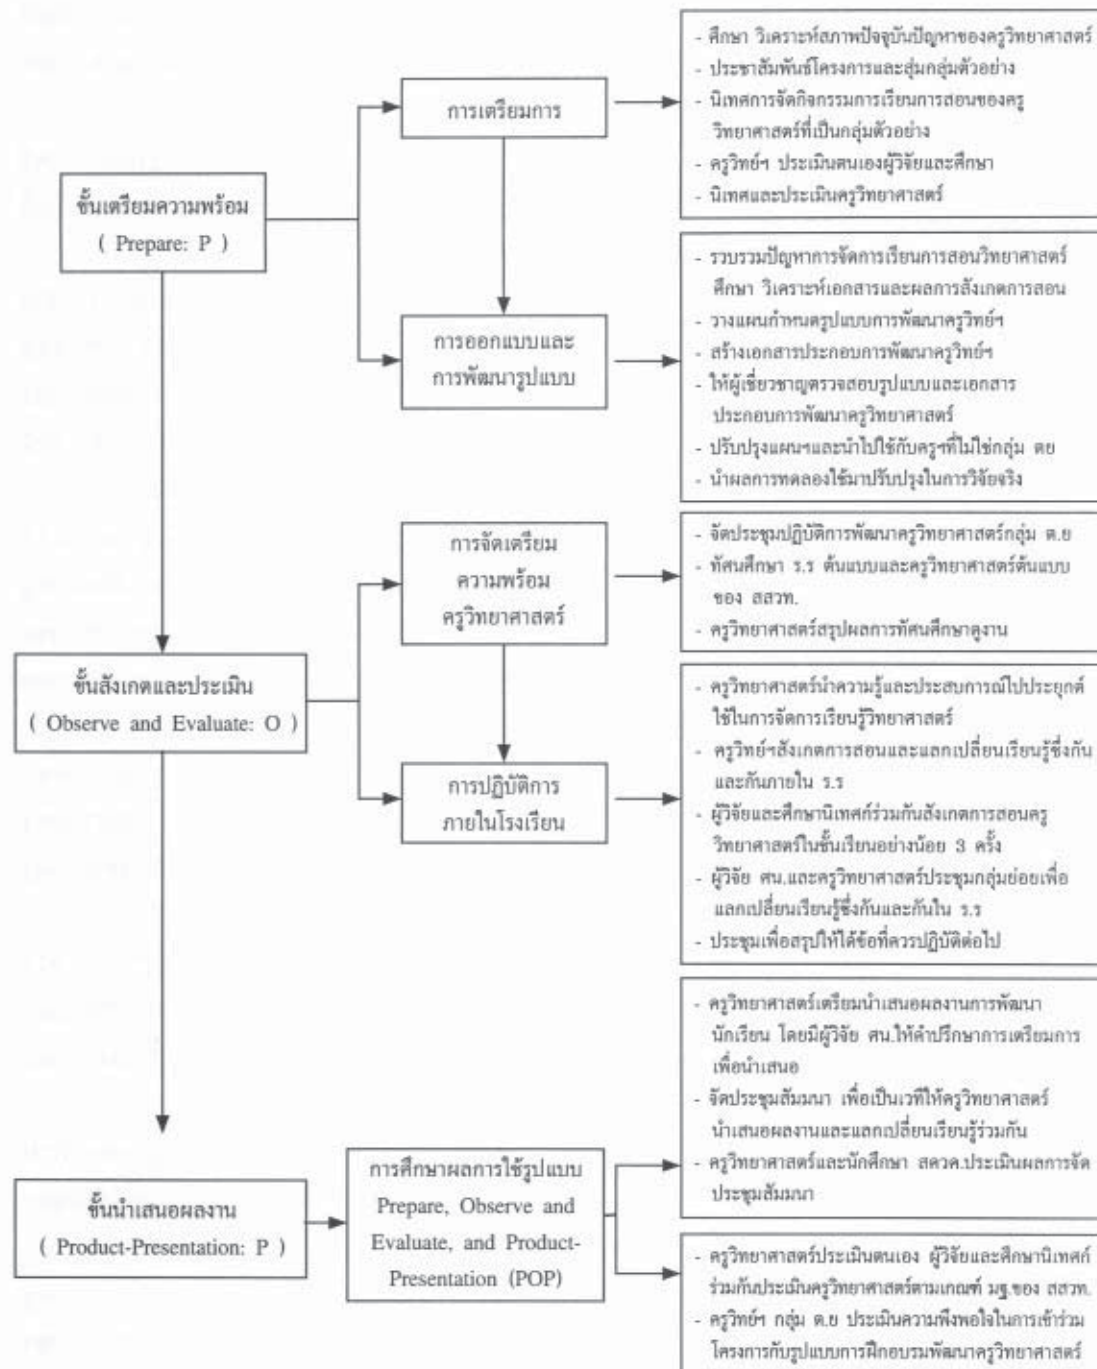 ขั้นเตรียมความพร้อม
( Prepare: P )
การเตรียมการ
- ศึกษา วิเคราะห์สภาพปัจจุบันปัญหาของครูวิทยาศาสตร์
- ประชาสัมพันธ์โครงการและสุ่มกลุ่มตัวอย่าง
- นิเทศการจัดกิจกรรมการเรียนการสอนของครู
วิทยาศาสตร์ที่เป็นกลุ่มตัวอย่าง
- ครูวิทย์ฯ ประเมินตนเองผู้วิจัยและศึกษา
- นิเทศและประเมินครูวิทยาศาสตร์
การออกแบบและ
การพัฒนารูปแบบ
- รวบรวมปัญหาการจัดการเรียนการสอนวิทยาศาสตร์
ศึกษา วิเคราะห์เอกสารและผลการสังเกตการสอน
- วางแผนกำหนดรูปแบบการพัฒนาครูวิทย์ฯ
- สร้างเอกสารประกอบการพัฒนาครูวิทย์ฯ
- ให้ผู้เชี่ยวชาญตรวจสอบรูปแบบและเอกสาร
ประกอบการพัฒนาครูวิทยาศาสตร์
- ปรับปรุงแผนฯและนำไปใช้กับครูฯที่ไม่ใช่กลุ่ม ตย
- นำผลการทดลองใช้มาปรับปรุงในการวิจัยจริง
ขั้นสังเกตและประเมิน
( Observe and Evaluate: O )
การจัดเตรียม
ความพร้อม
ครูวิทยาศาสตร์
- จัดประชุมปฏิบัติการพัฒนาครูวิทยาศาสตร์กลุ่ม ต.ย
- ทัศนศึกษา ร.ร ต้นแบบและครูวิทยาศาสตร์ต้นแบบ
ของ สสวท.
- ครูวิทยาศาสตร์สรุปผลการทัศนศึกษาดูงาน
การปฏิบัติการ
ภายในโรงเรียน
- ครูวิทยาศาสตร์นำความรู้และประสบการณ์ไปประยุกต์
ใช้ในการจัดการเรียนรู้วิทยาศาสตร์
- ครูวิทย์ฯสังเกตการสอนและแลกเปลี่ยนเรียนรู้ซึ่งกัน
และกันภายใน ร.ร
- ผู้วิจัยและศึกษานิเทศก์ร่วมกันสังเกตการสอนครู
วิทยาศาสตร์ในชั้นเรียนอย่างน้อย 3 ครั้ง
- ผู้วิจัย ศน.และครูวิทยาศาสตร์ประชุมกลุ่มย่อยเพื่อ
แลกเปลี่ยนเรียนรู้ซึ่งกันและกันใน ร.ร
- ประชุมเพื่อสรุปให้ได้ข้อที่ควรปฏิบัติต่อไป
ขั้นนำเสนอผลงาน
( Product-Presentation: P )
การศึกษาผลการใช้รูปแบบ
Prepare, Observe and
Evaluate, and Product-
Presentation (POP)
- ครูวิทยาศาสตร์เตรียมนำเสนอผลงานการพัฒนา
นักเรียน โดยมีผู้วิจัย ศน.ให้คำปรึกษาการเตรียมการ
เพื่อนำเสนอ
- จัดประชุมสัมมนา เพื่อเป็นเวทีให้ครูวิทยาศาสตร์
นำเสนอผลงานและแลกเปลี่ยนเรียนรู้ร่วมกัน
- ครูวิทยาศาสตร์และนักศึกษา สควค.ประเมินผลการจัด
ประชุมสัมมนา
- ครูวิทยาศาสตร์ประเมินตนเอง ผู้วิจัยและศึกษานิเทศก์
ร่วมกันประเมินครูวิทยาศาสตร์ตามเกณฑ์ มฐ.ของ สสวท.
- ครูวิทย์ฯ กลุ่ม ต.ย ประเมินความพึงพอใจในการเข้าร่วม
โครงการกับรูปแบบการฝึกอบรมพัฒนาครูวิทยาศาสตร์